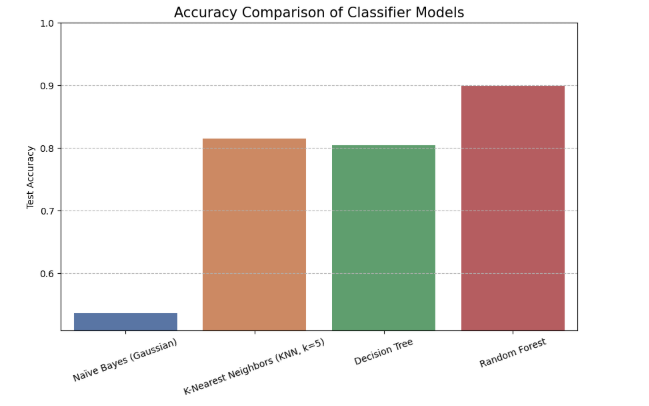 Accuracy Comparison of Classifier Models
1.0
0.9
0.8
0.7
0.6
Test Accuracy
Naïve Bayes (Gaussian)
K-Nearest Neighbors (KNN, k=5)
Decision Tree
Random Forest